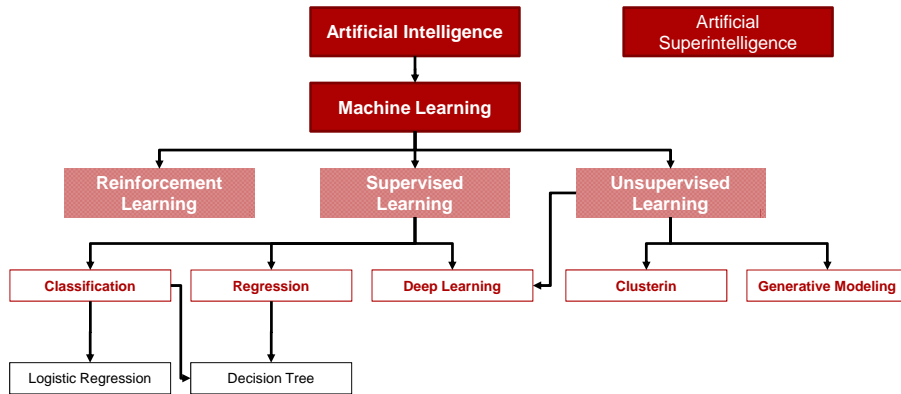 Artificial Intelligence
Artificial
Superintelligence
Machine Learning
Reinforcement
Learning
Supervised
Learning
Unsupervised
Learning
Classification
Regression
Deep Learning
Clusterin
Generative Modeling
Logistic Regression
Decision Tree